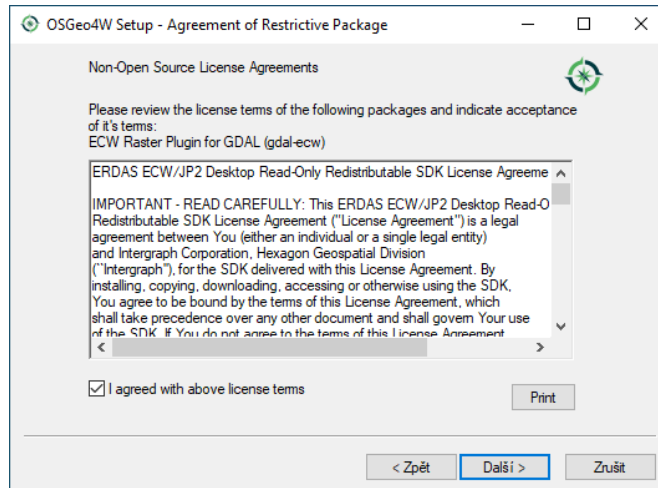 OSGeo4W Setup - Agreement of Restrictive Package
Non-Open Source License Agreements
Please review the license terms of the following packages and indicate acceptance
of it's terms:
ECW Raster Plugin for GDAL (gdal-ecw)
ERDAS ECW/JP2 Desktop Read-Only Redistributable SDK License Agreeme
IMPORTANT - READ CAREFULLY: This ERDAS ECW/JP2 Desktop Read-O
Redistributable SDK License Agreement ("License Agreement") is a legal
agreement between You (either an individual or a single legal entity)
and Intergraph Corporation, Hexagon Geospatial Division
(``Intergraph"), for the SDK delivered with this License Agreement. By
installing, copying, downloading, accessing or otherwise using the SDK,
You agree to be bound by the terms of this License Agreement, which
shall take precedence over any other document and shall govern Your use
of the SDK. If You do not agree to the terms of this License Agreement
I agreed with above license terms
Print
< Zpět
Další >
Zrušit